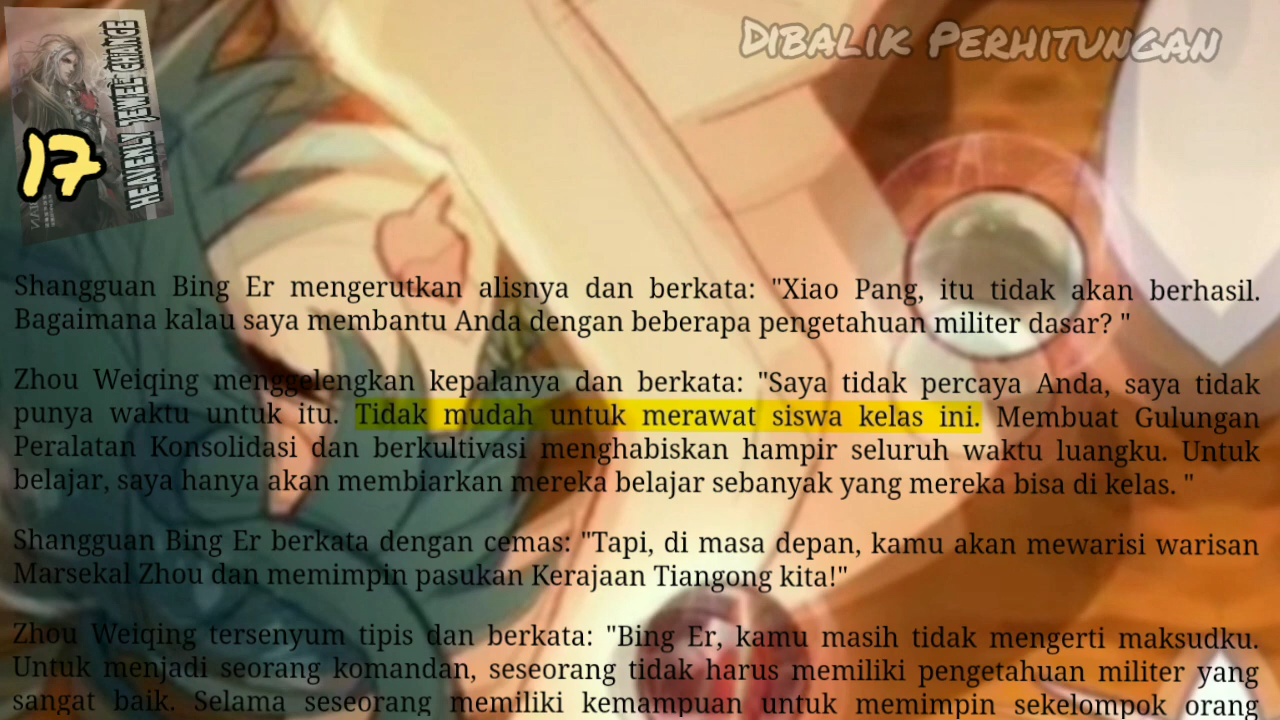 Dibalik Perhitungan
HEAVENLY JEWEL CHANGE
17
Shangguan Bing Er mengerutkan alisnya dan berkata: "Xiao Pang, itu tidak akan berhasil.
Bagaimana kalau saya membantu Anda dengan beberapa pengetahuan militer dasar? "
Zhou Weiqing menggelengkan kepalanya dan berkata: "Saya tidak percaya Anda, saya tidak
punya waktu untuk itu. Tidak mudah untuk merawat siswa kelas ini. Membuat Gulungan
Peralatan Konsolidasi dan berkultivasi menghabiskan hampir seluruh waktu luangku. Untuk
belajar, saya hanya akan membiarkan mereka belajar sebanyak yang mereka bisa di kelas. "
Shangguan Bing Er berkata dengan cemas: "Tapi, di masa depan, kamu akan mewarisi warisan
Marsekal Zhou dan memimpin pasukan Kerajaan Tiangong kita!"
Zhou Weiqing tersenyum tipis dan berkata: "Bing Er, kamu masih tidak mengerti maksudku.
Untuk menjadi seorang komandan, seseorang tidak harus memiliki pengetahuan militer yang
sangat baik. Selama seseorang memiliki kemampuan untuk memimpin sekelompok orang